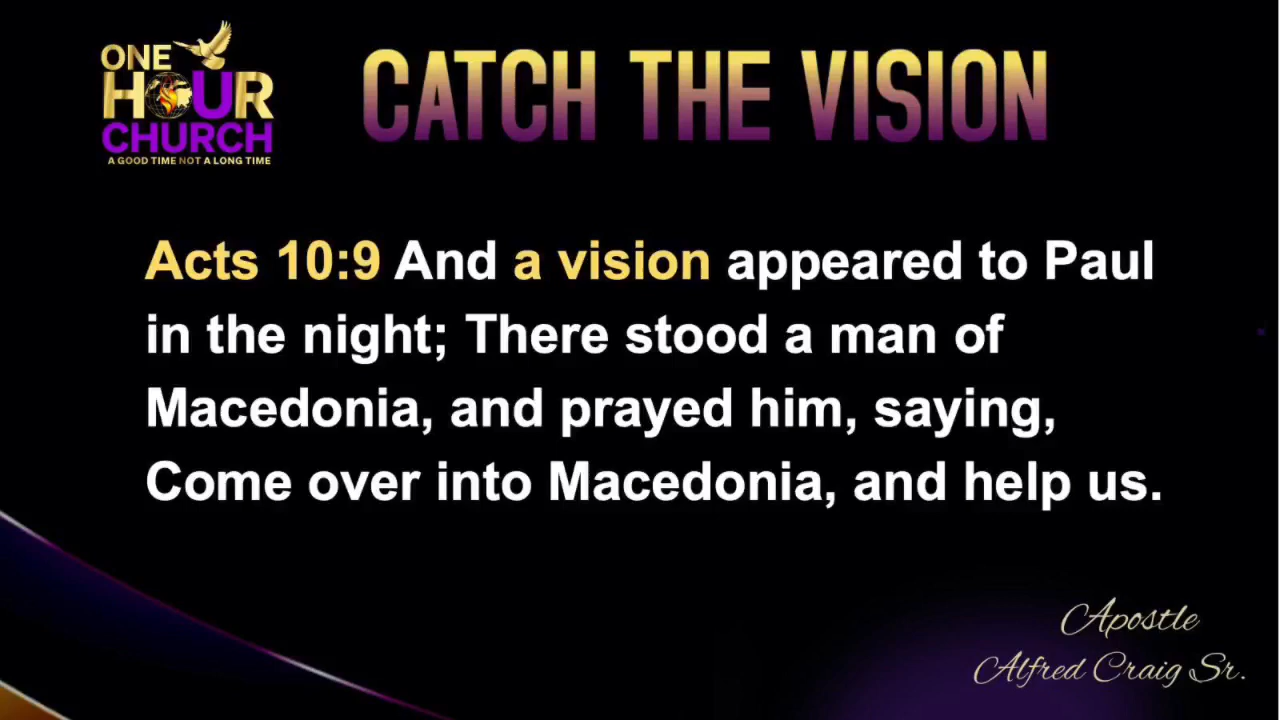 ONE
HOUR
CHURCH
A GOOD TIME NOT A LONG TIME
CATCH THE VISION
Acts 10:9 And a vision appeared to Paul
in the night; There stood a man of
Macedonia, and prayed him, saying,
Come over into Macedonia, and help us.
Apostle
Alfred Craig Sr.